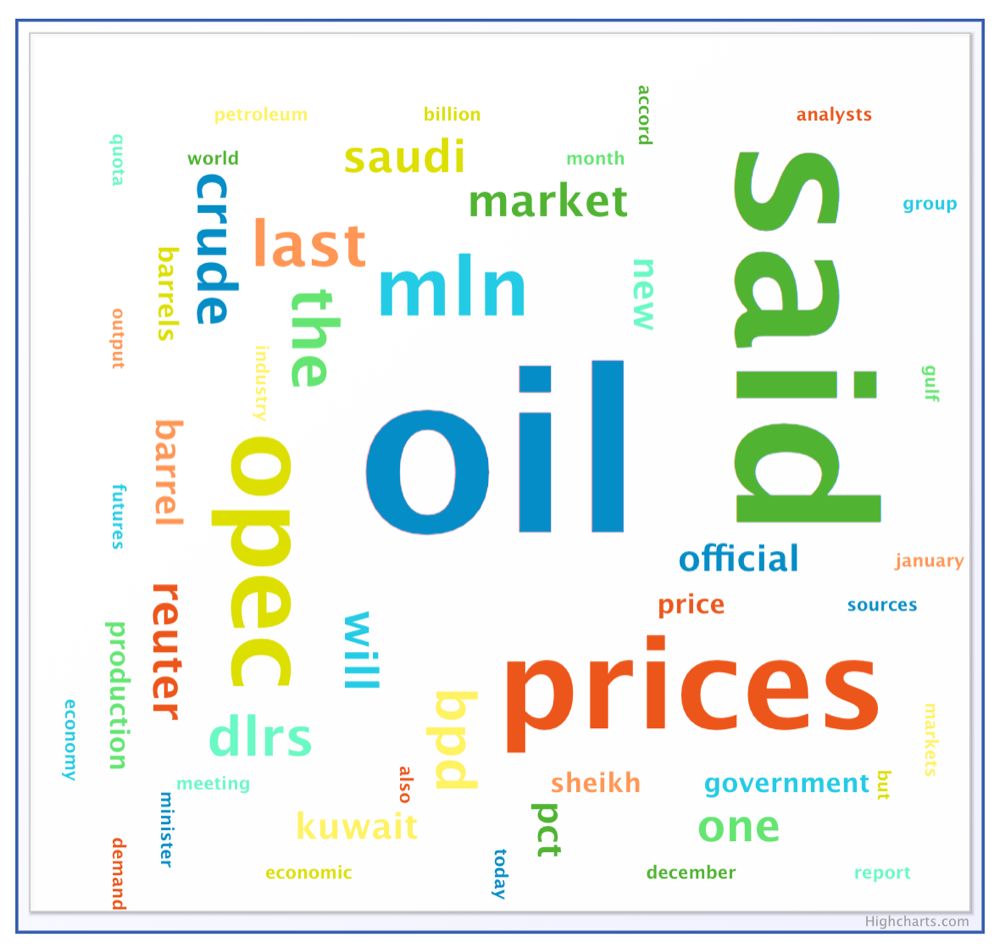 petroleum
billion
accord
analysts
quota
world
saudi
month
crude
market
said
group
last
barrels
mln
new
the
output
industry
oil
gulf
barrel
opec
futures
official
january
reuter
price
sources
will
production
prices
economy
dlrs
bpd
markets
meeting
also
sheikh
government
but
minister
kuwait
pct
one
demand
economic
today
december
report
Highcharts.com